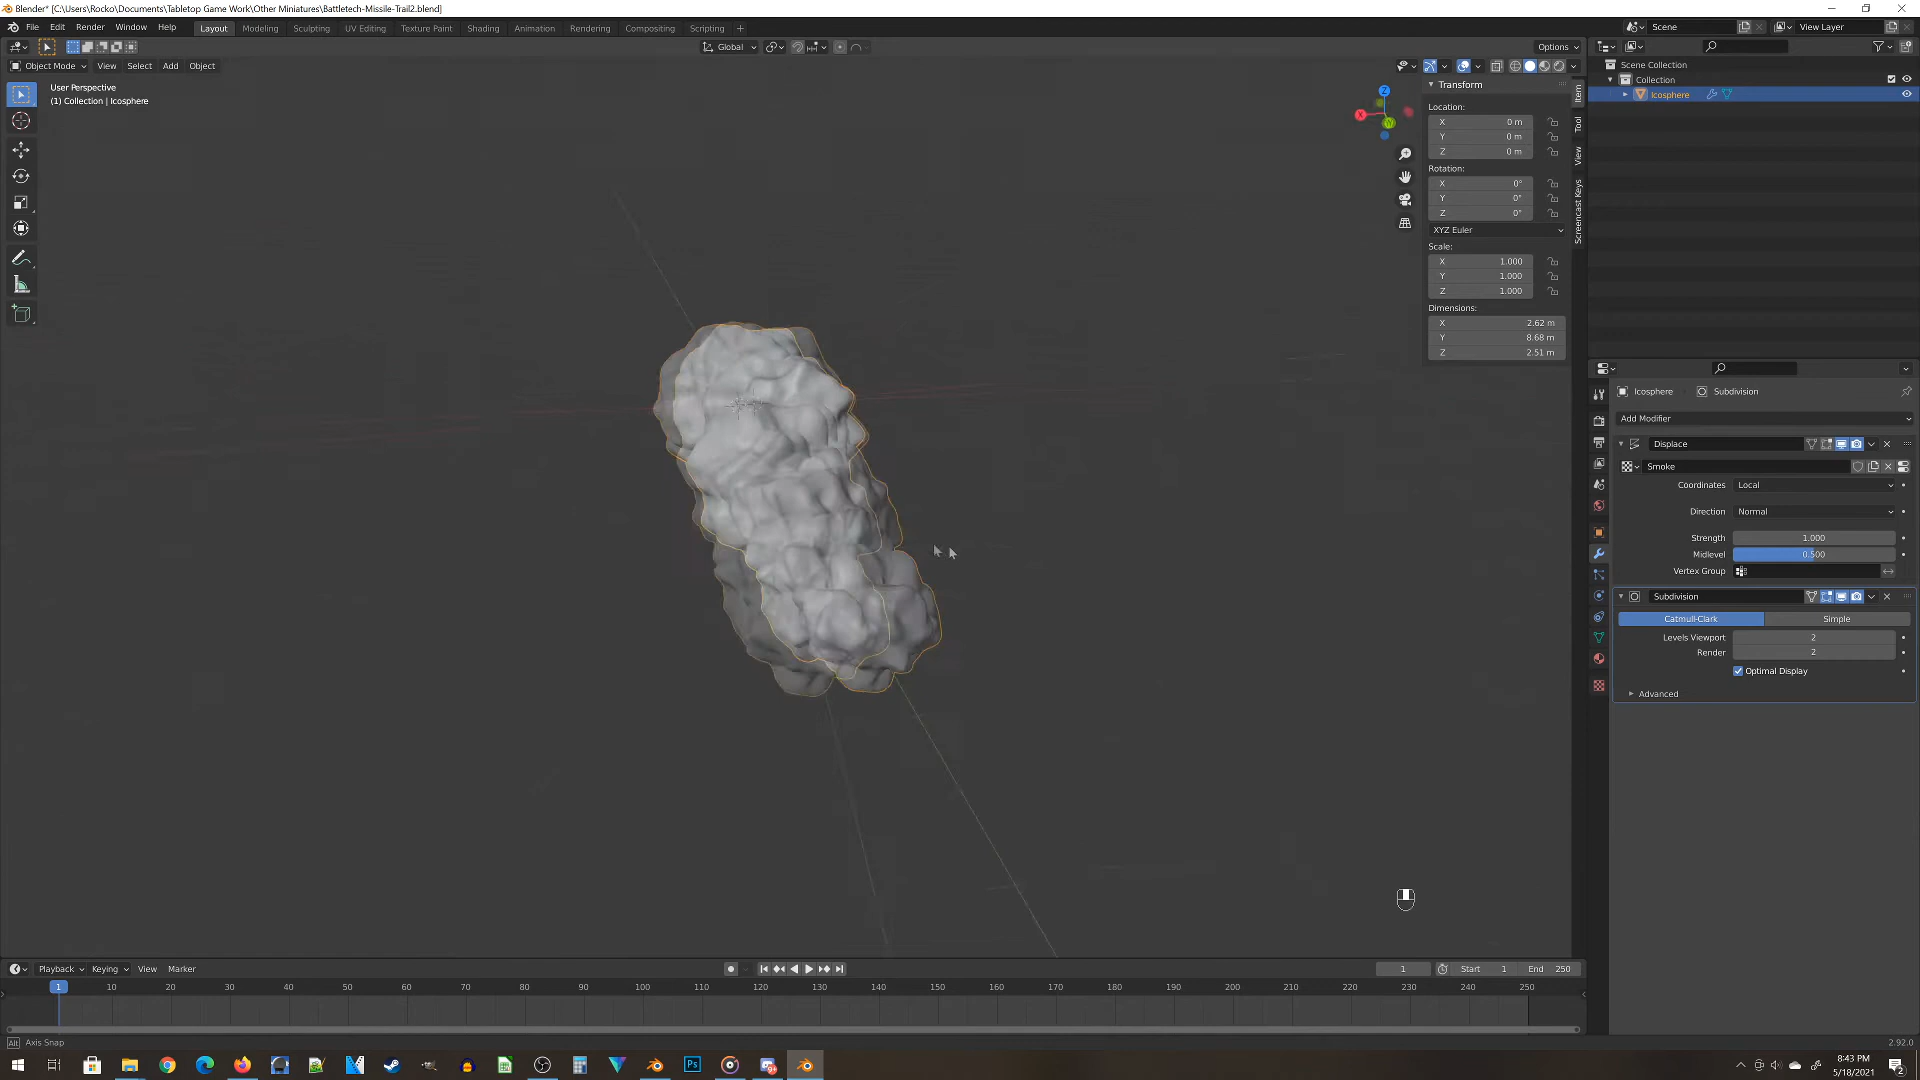 Blender* [C:\Users\Rocko\Documents\Tabletop Game Work\Other Miniatures\Battletech-Missile-Trail2.blend]
File Edit Render Window Help Layout Modeling Sculpting UV Editing Texture Paint Shading Animation Rendering Compositing Scripting + Scene View Layer
Global Options
Object Mode View Select Add Object
User Perspective
(1) Collection | Icosphere
Transform
Location:
X 0 m
Y 0 m
Z 0 m
Rotation:
X 0°
Y 0°
Z 0°
XYZ Euler
Scale:
X 1.000
Y 1.000
Z 1.000
Dimensions:
X 2.62 m
Y 8.68 m
Z 2.51 m
Item
Tool
View
Screencast Keys
Z
X
Y
Scene Collection
Collection
Icosphere
Icosphere Subdivision
Add Modifier
Displace
Smoke
Coordinates Local
Direction Normal
Strength 1.000
Midlevel 0.500
Vertex Group
Subdivision
Catmull-Clark Simple
Levels Viewport 2
Render 2
Optimal Display
Advanced
Playback Keying View Marker 1 Start 1 End 250
1 10 20 30 40 50 60 70 80 90 100 110 120 130 140 150 160 170 180 190 200 210 220 230 240 250
Alt Axis Snap 2.92.0
Ps 9+ 8:43 PM
5/18/2021 2